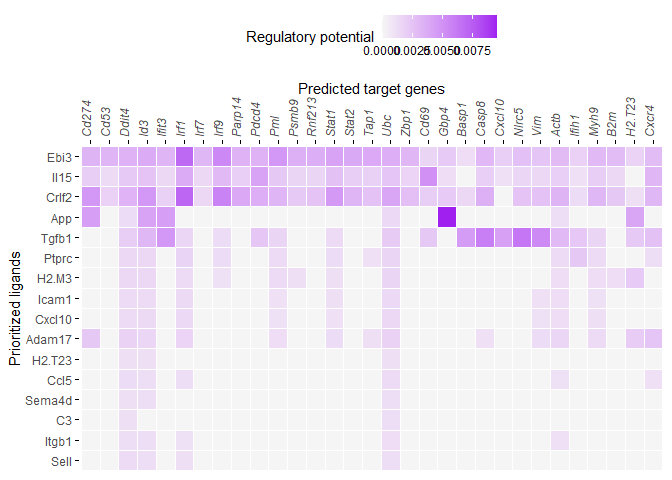 Regulatory potential
0.0000 0.0025 0.0050 0.0075
Predicted target genes
Cd274 Cd53 Ddit4 Id3 Ifit3 Irf1 Irf7 Irf9 Parp14 Pdcd4 Pml Psmb9 Rnf213 Stat1 Stat2 Tap1 Ubc Zbp1 Cd69 Gbp4 Basp1 Casp8 Cxcl10 Nlrc5 Vim Actb Ifih1 Myh9 B2m H2.T23 Cxcr4
Prioritized ligands
Ebi3
Il15
Crlf2
App
Tgfb1
Ptprc
H2.M3
Icam1
Cxcl10
Adam17
H2.T23
Ccl5
Sema4d
C3
Itgb1
Sell